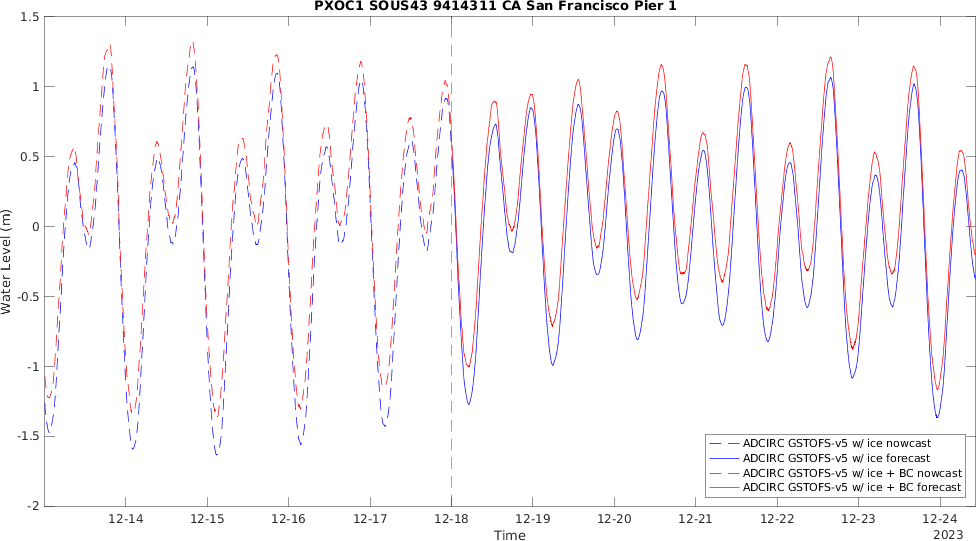 PXOC1 SOUS43 9414311 CA San Francisco Pier 1
Water Level (m)
1.5
1
0.5
0
-0.5
-1
-1.5
-2
ADCIRC GSTOFS-v5 w/ ice nowcast
ADCIRC GSTOFS-v5 w/ ice forecast
ADCIRC GSTOFS-v5 w/ ice + BC nowcast
ADCIRC GSTOFS-v5 w/ ice + BC forecast
12-14 12-15 12-16 12-17 12-18 12-19 12-20 12-21 12-22 12-23 12-24
Time
2023